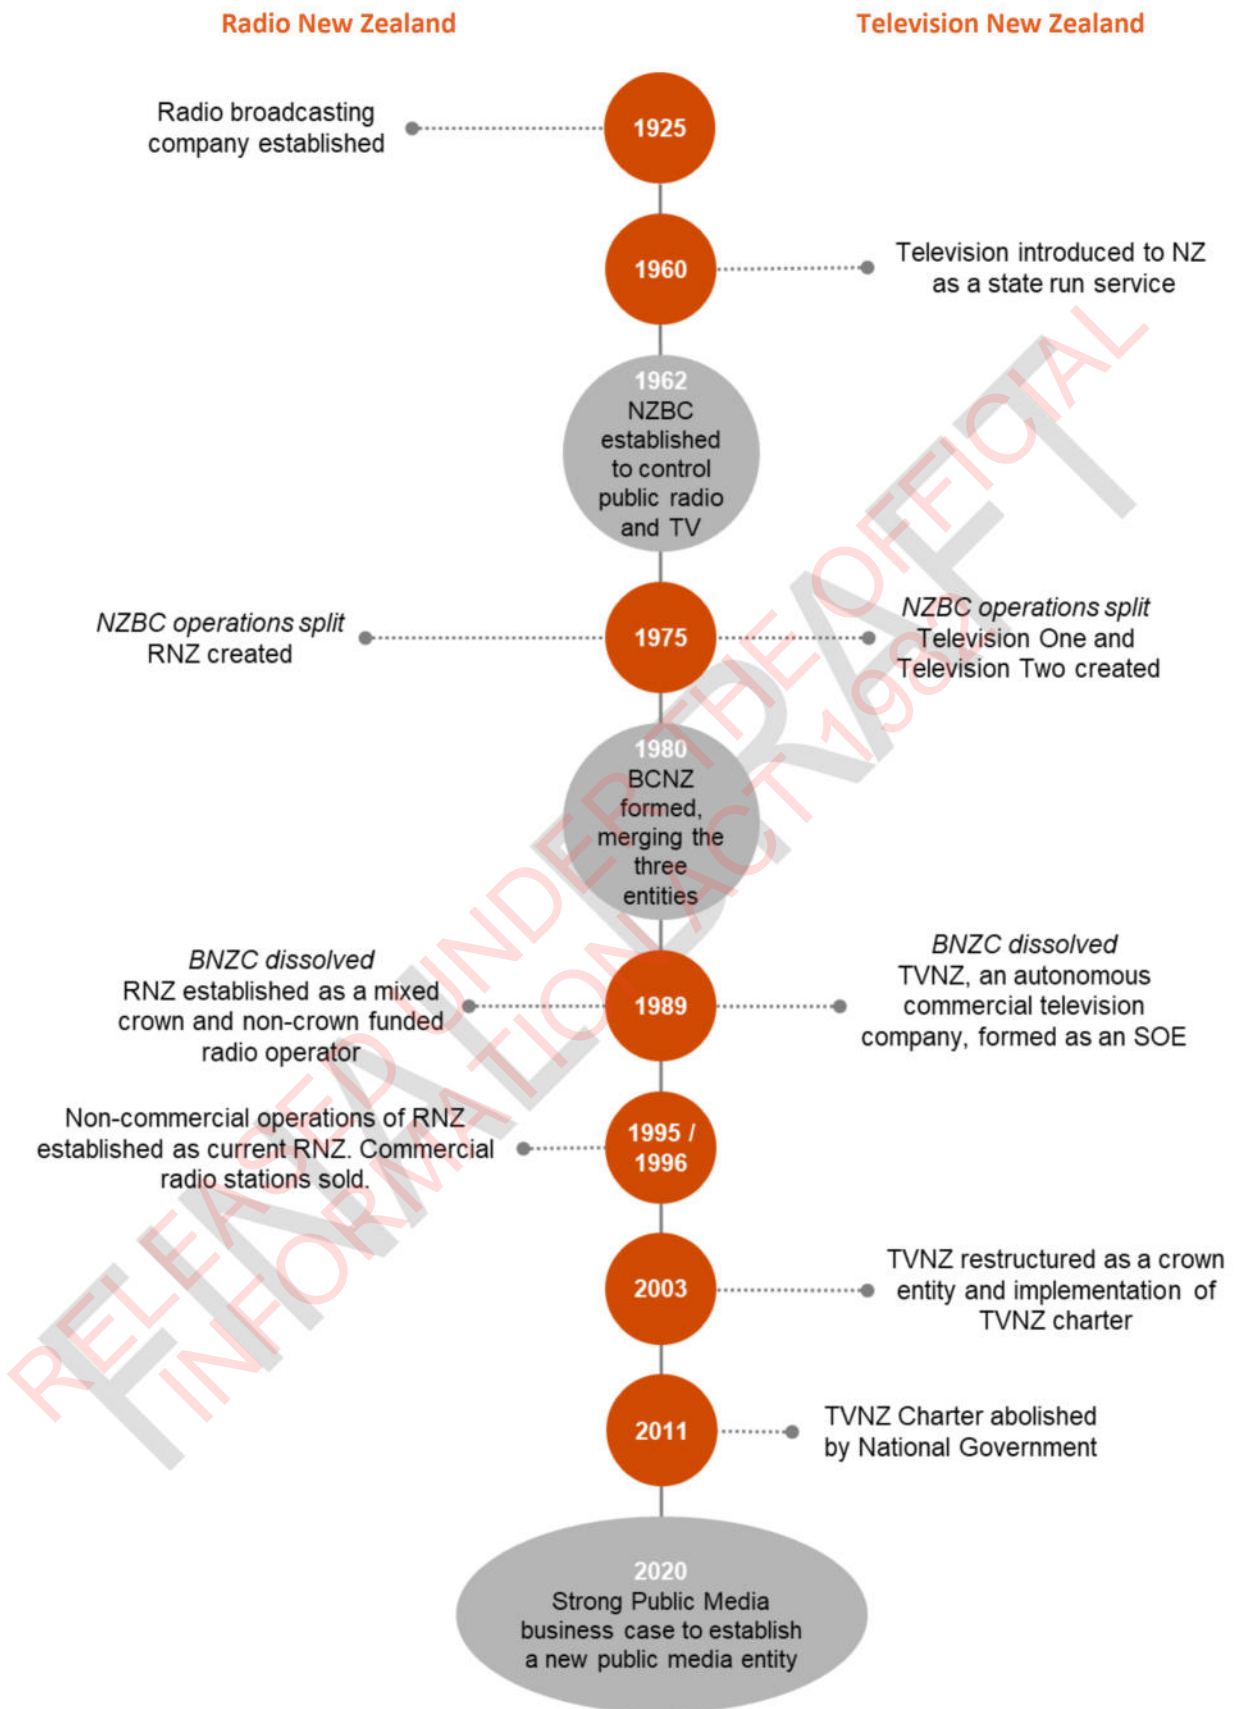 Radio New Zealand
Television New Zealand
Radio broadcasting
company established
1925
1960
Television introduced to NZ
as a state run service
1962
NZBC
established
to control
public radio
and TV
NZBC operations split
RNZ created
1975
NZBC operations split
Television One and
Television Two created
1980
BCNZ
formed,
merging the
three
entities
BNZC dissolved
RNZ established as a mixed
crown and non-crown funded
radio operator
1989
BNZC dissolved
TVNZ, an autonomous
commercial television
company, formed as an SOE
Non-commercial operations of RNZ
established as current RNZ. Commercial
radio stations sold.
1995 /
1996
2003
TVNZ restructured as a crown
entity and implementation of
TVNZ charter
2011
TVNZ Charter abolished
by National Government
2020
Strong Public Media
business case to establish
a new public media entity
FINAL DRAFT
RELEASED UNDER THE OFFICIAL
INFORMATION ACT 1982